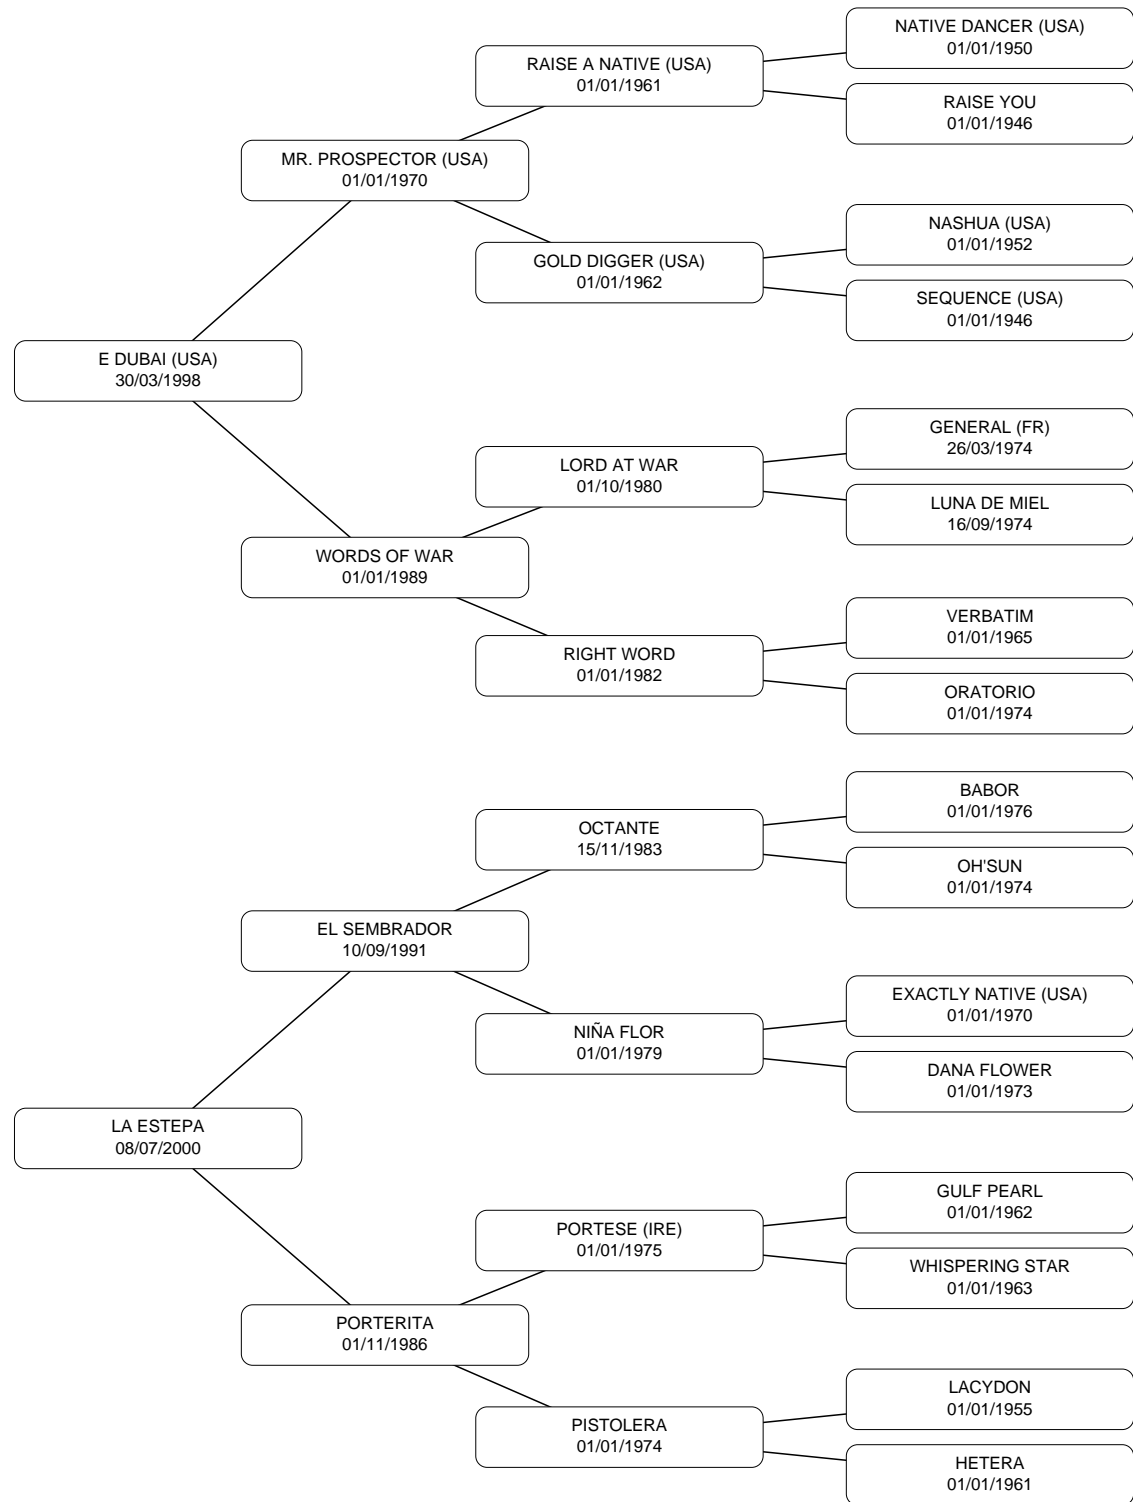 NATIVE DANCER (USA)
01/01/1950
RAISE A NATIVE (USA)
01/01/1961
RAISE YOU
01/01/1946
MR. PROSPECTOR (USA)
01/01/1970
NASHUA (USA)
01/01/1952
GOLD DIGGER (USA)
01/01/1962
SEQUENCE (USA)
01/01/1946
E DUBAI (USA)
30/03/1998
GENERAL (FR)
26/03/1974
LORD AT WAR
01/10/1980
LUNA DE MIEL
16/09/1974
WORDS OF WAR
01/01/1989
VERBATIM
01/01/1965
RIGHT WORD
01/01/1982
ORATORIO
01/01/1974
BABOR
01/01/1976
OCTANTE
15/11/1983
OH'SUN
01/01/1974
EL SEMBRADOR
10/09/1991
EXACTLY NATIVE (USA)
01/01/1970
NIÑA FLOR
01/01/1979
DANA FLOWER
01/01/1973
LA ESTEPA
08/07/2000
GULF PEARL
01/01/1962
PORTESE (IRE)
01/01/1975
WHISPERING STAR
01/01/1963
PORTERITA
01/11/1986
LACYDON
01/01/1955
PISTOLERA
01/01/1974
HETERA
01/01/1961